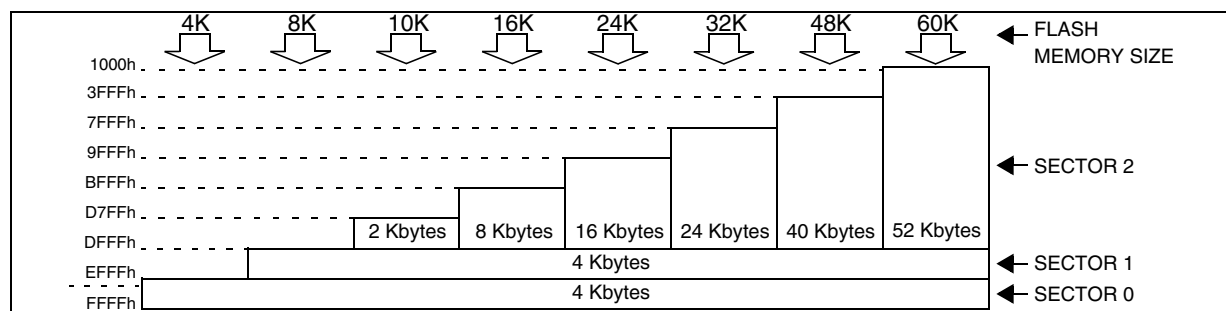 4K 8K 10K 16K 24K 32K 48K 60K
FLASH
MEMORY SIZE
1000h
3FFFh
7FFFh
9FFFh
SECTOR 2
BFFFh
D7FFh
2 Kbytes 8 Kbytes 16 Kbytes 24 Kbytes 40 Kbytes 52 Kbytes
DFFFh
4 Kbytes
SECTOR 1
EFFFh
4 Kbytes
SECTOR 0
FFFFh